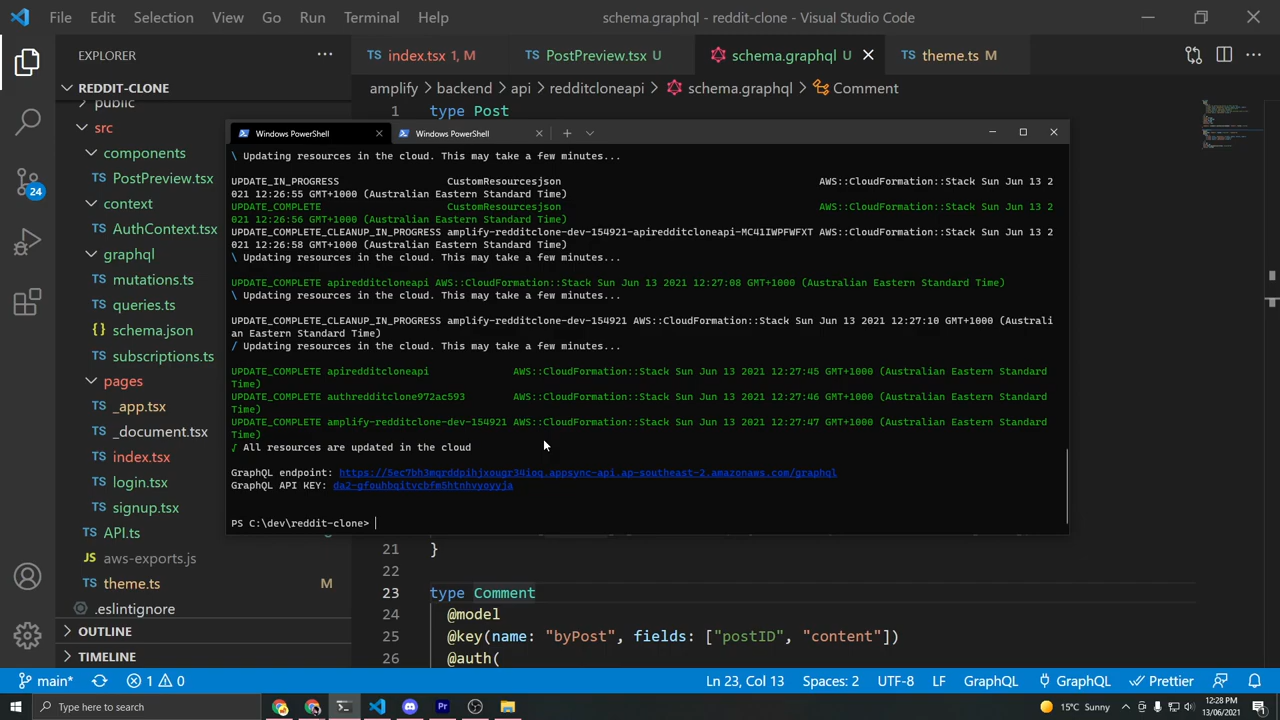 File Edit Selection View Go Run Terminal Help schema.graphql - reddit-clone - Visual Studio Code
EXPLORER
index.tsx 1, M
PostPreview.tsx U
schema.graphql U
theme.ts M
REDDIT-CLONE
amplify > backend > api > redditcloneapi > schema.graphql > Comment
public
src
components
PostPreview.tsx
context
AuthContext.tsx
graphql
mutations.ts
queries.ts
schema.json
subscriptions.ts
pages
_app.tsx
_document.tsx
index.tsx
login.tsx
signup.tsx
API.ts
aws-exports.js
theme.ts M
.eslintignore
OUTLINE
TIMELINE
24
1 type Post
Windows PowerShell
Windows PowerShell
\ Updating resources in the cloud. This may take a few minutes...
UPDATE_IN_PROGRESS CustomResourcesjson AWS::CloudFormation::Stack Sun Jun 13 2
021 12:26:55 GMT+1000 (Australian Eastern Standard Time)
UPDATE_COMPLETE CustomResourcesjson AWS::CloudFormation::Stack Sun Jun 13 2
021 12:26:56 GMT+1000 (Australian Eastern Standard Time)
UPDATE_COMPLETE_CLEANUP_IN_PROGRESS amplify-redditclone-dev-154921-apiredditcloneapi-MC41IWPFWFXT AWS::CloudFormation::Stack Sun Jun 13 2
021 12:26:58 GMT+1000 (Australian Eastern Standard Time)
\ Updating resources in the cloud. This may take a few minutes...
UPDATE_COMPLETE apiredditcloneapi AWS::CloudFormation::Stack Sun Jun 13 2021 12:27:08 GMT+1000 (Australian Eastern Standard Time)
\ Updating resources in the cloud. This may take a few minutes...
UPDATE_COMPLETE_CLEANUP_IN_PROGRESS amplify-redditclone-dev-154921 AWS::CloudFormation::Stack Sun Jun 13 2021 12:27:10 GMT+1000 (Australi
an Eastern Standard Time)
/ Updating resources in the cloud. This may take a few minutes...
UPDATE_COMPLETE apiredditcloneapi AWS::CloudFormation::Stack Sun Jun 13 2021 12:27:45 GMT+1000 (Australian Eastern Standard
Time)
UPDATE_COMPLETE authredditclone972ac593 AWS::CloudFormation::Stack Sun Jun 13 2021 12:27:46 GMT+1000 (Australian Eastern Standard
Time)
UPDATE_COMPLETE amplify-redditclone-dev-154921 AWS::CloudFormation::Stack Sun Jun 13 2021 12:27:47 GMT+1000 (Australian Eastern Standard
Time)
√ All resources are updated in the cloud
GraphQL endpoint: https://5ec7bh3mqrddpihjxougr34ioq.appsync-api.ap-southeast-2.amazonaws.com/graphql
GraphQL API KEY: da2-gfouhbqitvcbfm5htnhvyoyyja
PS C:\dev\reddit-clone>
21 }
22
23 type Comment
24 @model
25 @key(name: "byPost", fields: ["postID", "content"])
26 @auth(
main* 1 0 Ln 23, Col 13 Spaces: 2 UTF-8 LF GraphQL GraphQL Prettier
Type here to search
Pr
15°C Sunny
12:28 PM
13/06/2021
1